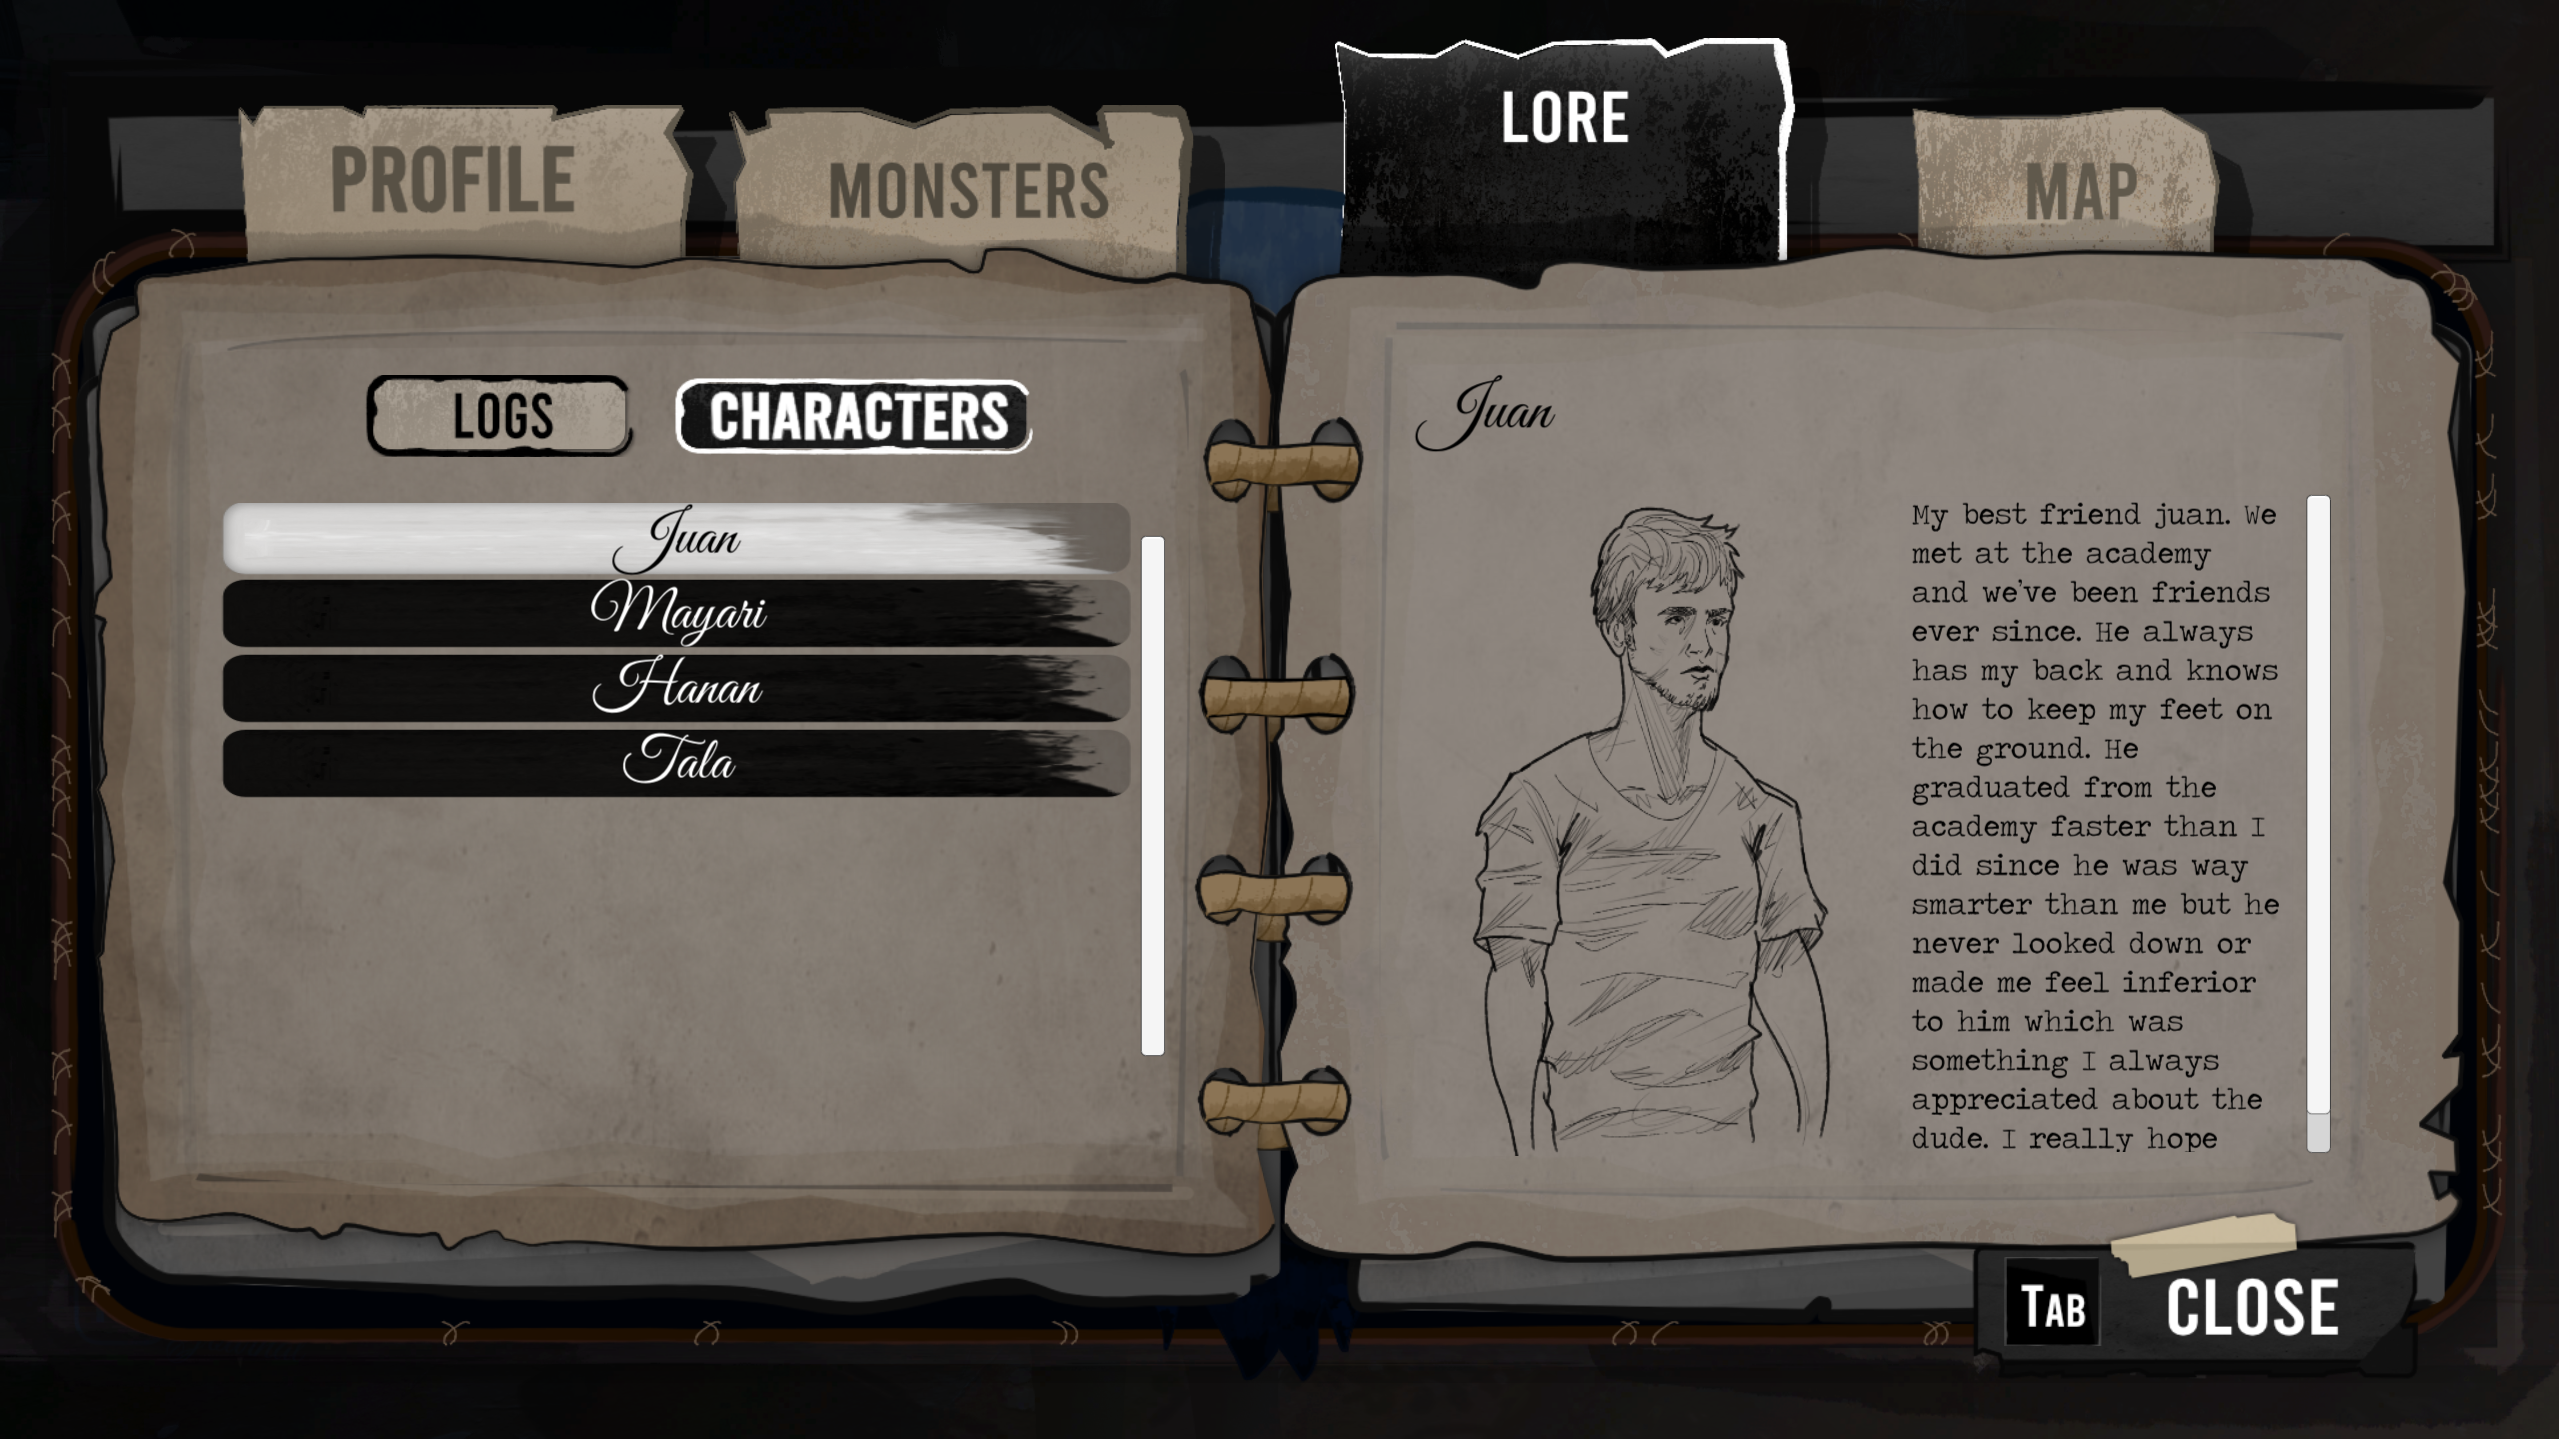 PROFILE
MONSTERS
LORE
MAP
LOGS
CHARACTERS
Juan
Mayari
Hanan
Tala
Juan
My best friend juan. We
met at the academy
and we've been friends
ever since. He always
has my back and knows
how to keep my feet on
the ground. He
graduated from the
academy faster than I
did since he was way
smarter than me but he
never looked down or
made me feel inferior
to him which was
something I always
appreciated about the
dude. I really hope
TAB
CLOSE